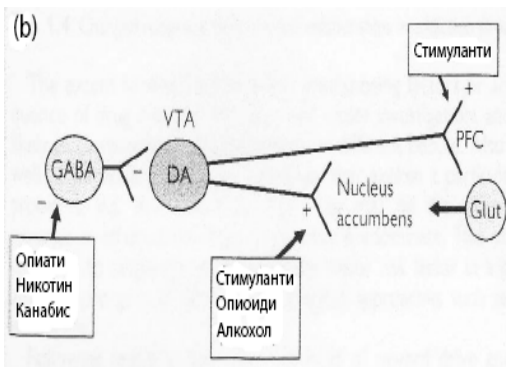 (b)
Стимуланти
+
VTA
PFC
GABA
–
DA
Nucleus
accumbens
+
Glut
–
Опиати
Никотин
Канабис
Стимуланти
Опиоиди
Алкохол